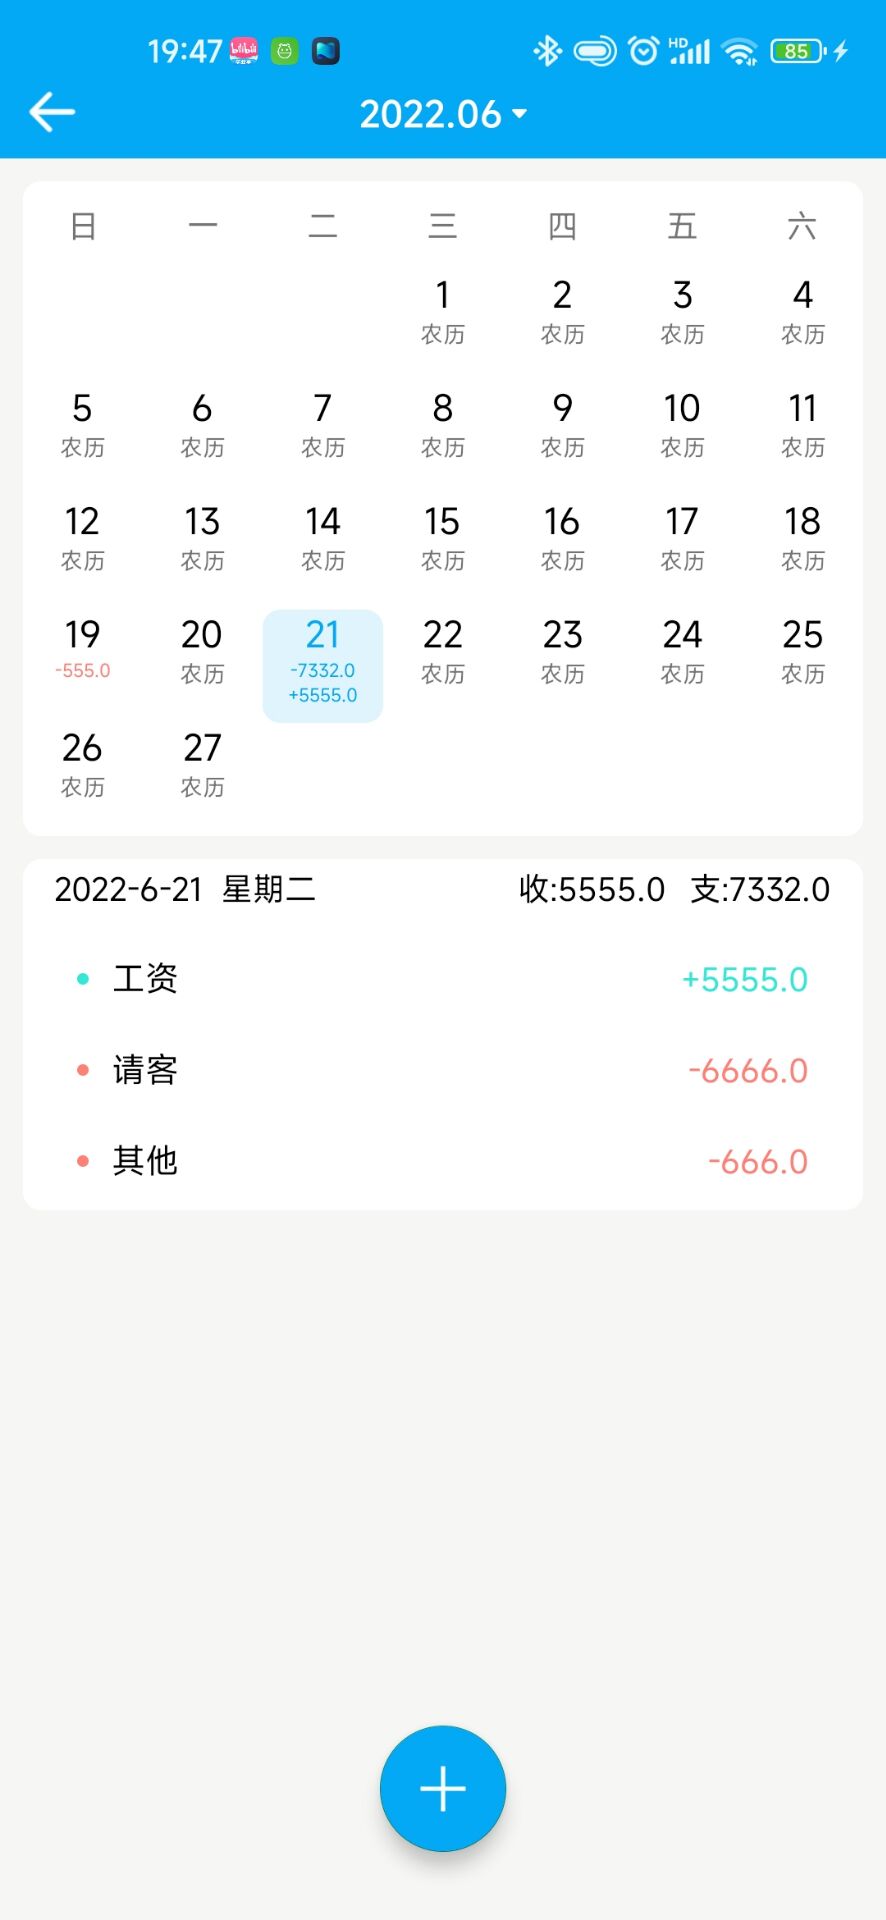 19:47 bilibili HD 85
2022.06
日 一 二 三 四 五 六
1 2 3 4
农历 农历 农历 农历
5 6 7 8 9 10 11
农历 农历 农历 农历 农历 农历 农历
12 13 14 15 16 17 18
农历 农历 农历 农历 农历 农历 农历
19 20 21 22 23 24 25
-555.0 农历 -7332.0 农历 农历 农历 农历
+5555.0
26 27
农历 农历
2022-6-21 星期二 收:5555.0 支:7332.0
工资 +5555.0
请客 -6666.0
其他 -666.0